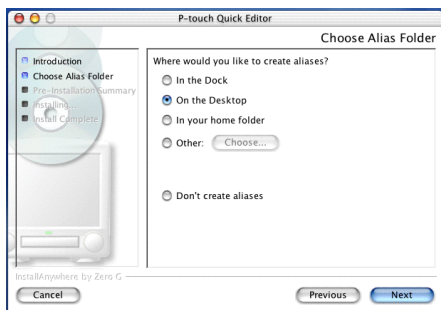 P-touch Quick Editor
Choose Alias Folder
Introduction
Choose Alias Folder
Pre-Installation Summary
Installing...
Install Complete
Where would you like to create aliases?
In the Dock
On the Desktop
In your home folder
Other: Choose...
Don't create aliases
InstallAnywhere by Zero G
Cancel
Previous
Next